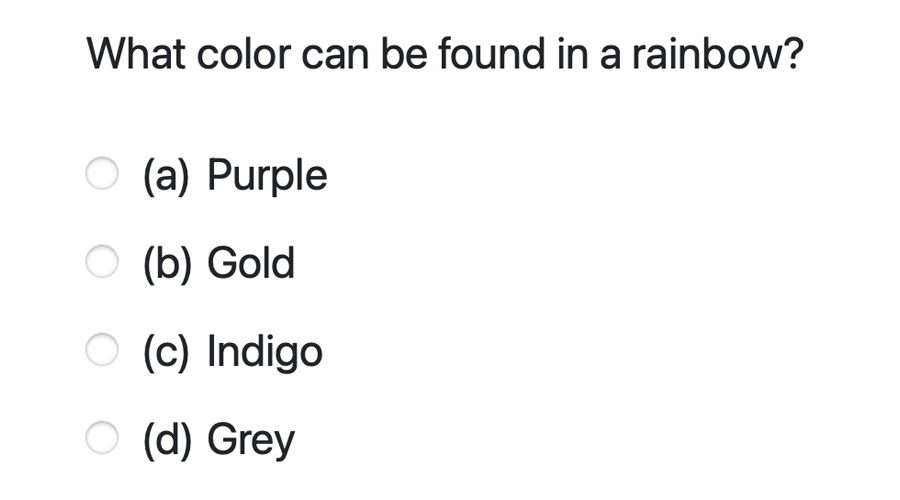 What color can be found in a rainbow?
(a) Purple
(b) Gold
(c) Indigo
(d) Grey